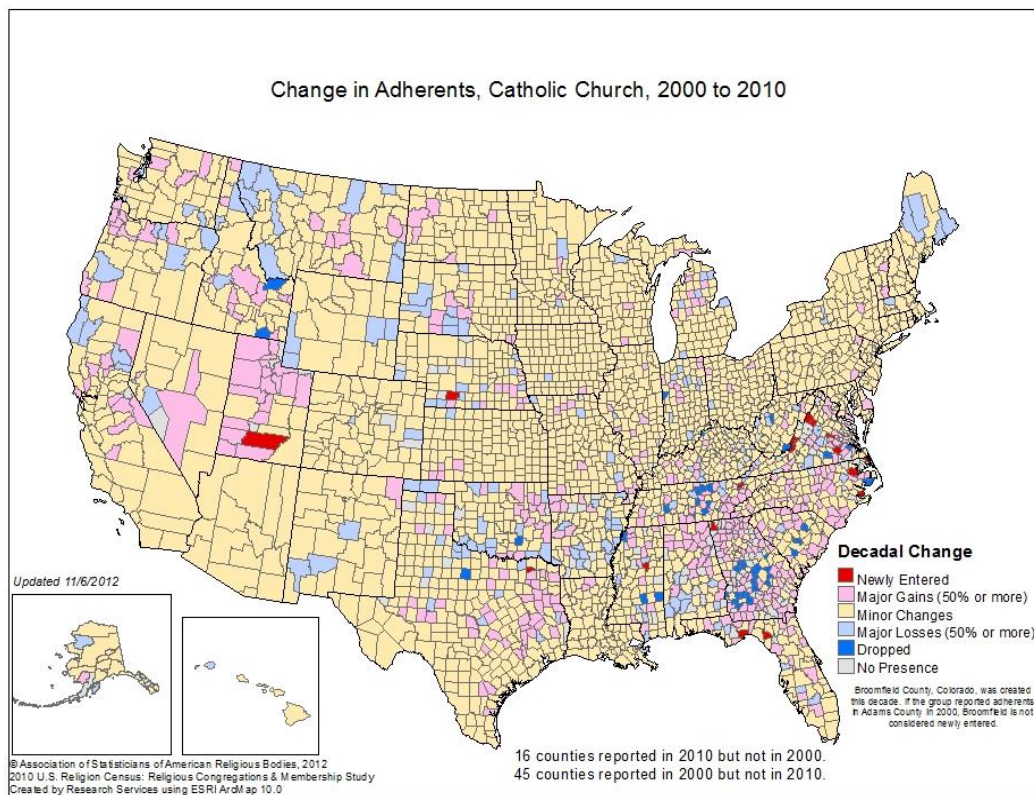 Change in Adherents, Catholic Church, 2000 to 2010
Updated 11/6/2012
Decadal Change
Newly Entered
Major Gains (50% or more)
Minor Changes
Major Losses (50% or more)
Dropped
No Presence
Broomfield County, Colorado, was created
this decade. If the group reported adherents
in Adams County in 2000, Broomfield is not
considered newly entered.
16 counties reported in 2010 but not in 2000.
45 counties reported in 2000 but not in 2010.
© Association of Statisticians of American Religious Bodies, 2012
2010 U.S. Religion Census: Religious Congregations & Membership Study
Created by Research Services using ESRI ArcMap 10.0